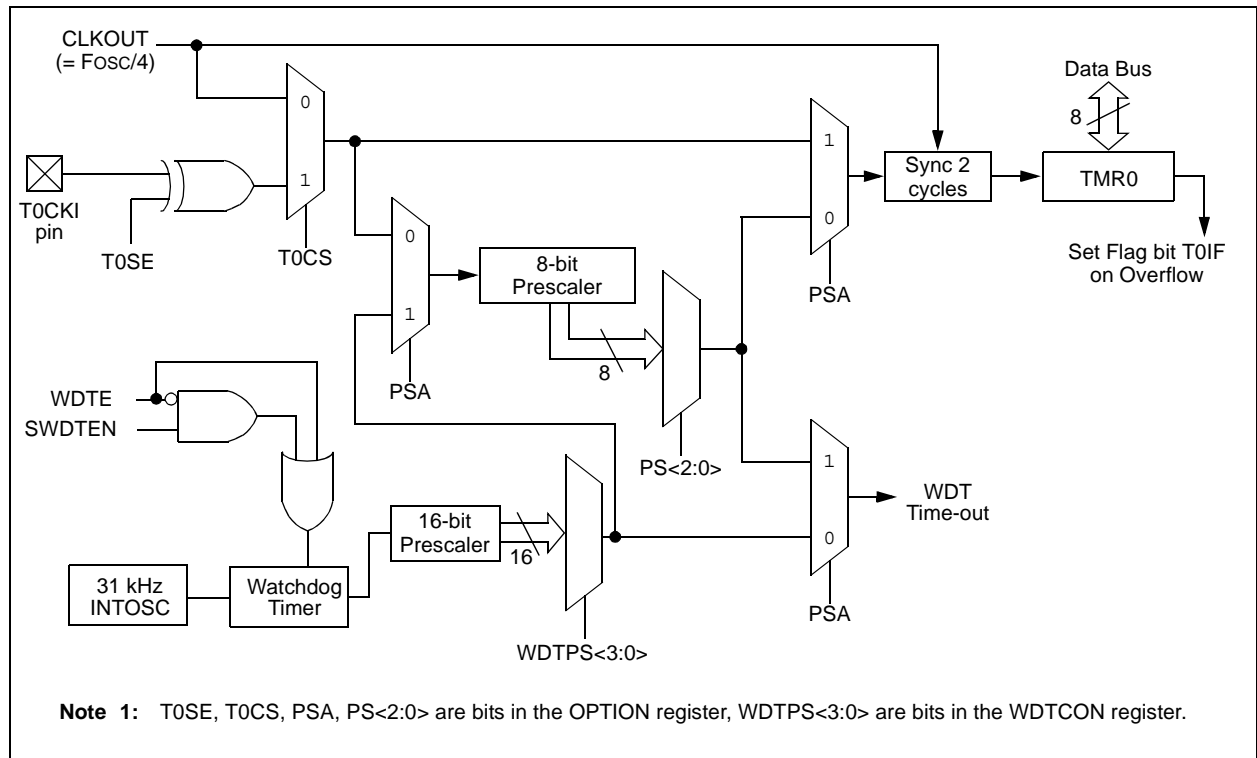 CLKOUT
(= FOSC/4)
0
1
T0CKI
pin
T0SE
T0CS
0
1
PSA
8-bit
Prescaler
8
PS<2:0>
1
0
PSA
Sync 2
cycles
Data Bus
8
TMR0
Set Flag bit T0IF
on Overflow
WDTE
SWDTEN
31 kHz
INTOSC
Watchdog
Timer
16-bit
Prescaler
16
WDTPS<3:0>
1
0
PSA
WDT
Time-out
Note 1: T0SE, T0CS, PSA, PS<2:0> are bits in the OPTION register, WDTPS<3:0> are bits in the WDTCON register.